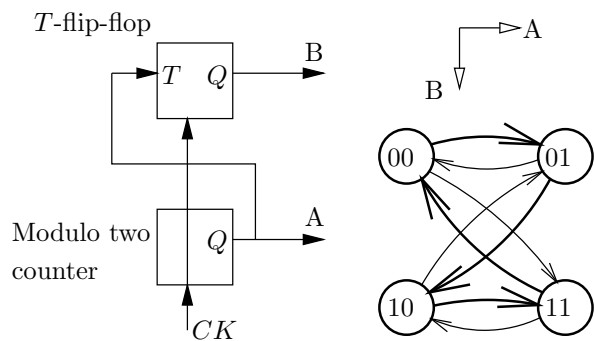 T-flip-flop
B
T Q
A
Modulo two
counter
Q
CK
A
B
00 01
10 11